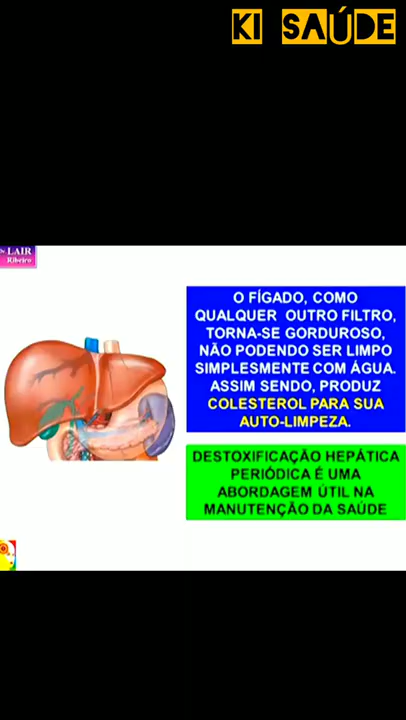 KI SAÚDE
Dr. LAIR
Ribeiro
O FÍGADO, COMO
QUALQUER OUTRO FILTRO,
TORNA-SE GORDUROSO,
NÃO PODENDO SER LIMPO
SIMPLESMENTE COM ÁGUA.
ASSIM SENDO, PRODUZ
COLESTEROL PARA SUA
AUTO-LIMPEZA.
DESTOXIFICAÇÃO HEPÁTICA
PERIÓDICA É UMA
ABORDAGEM ÚTIL NA
MANUTENÇÃO DA SAÚDE